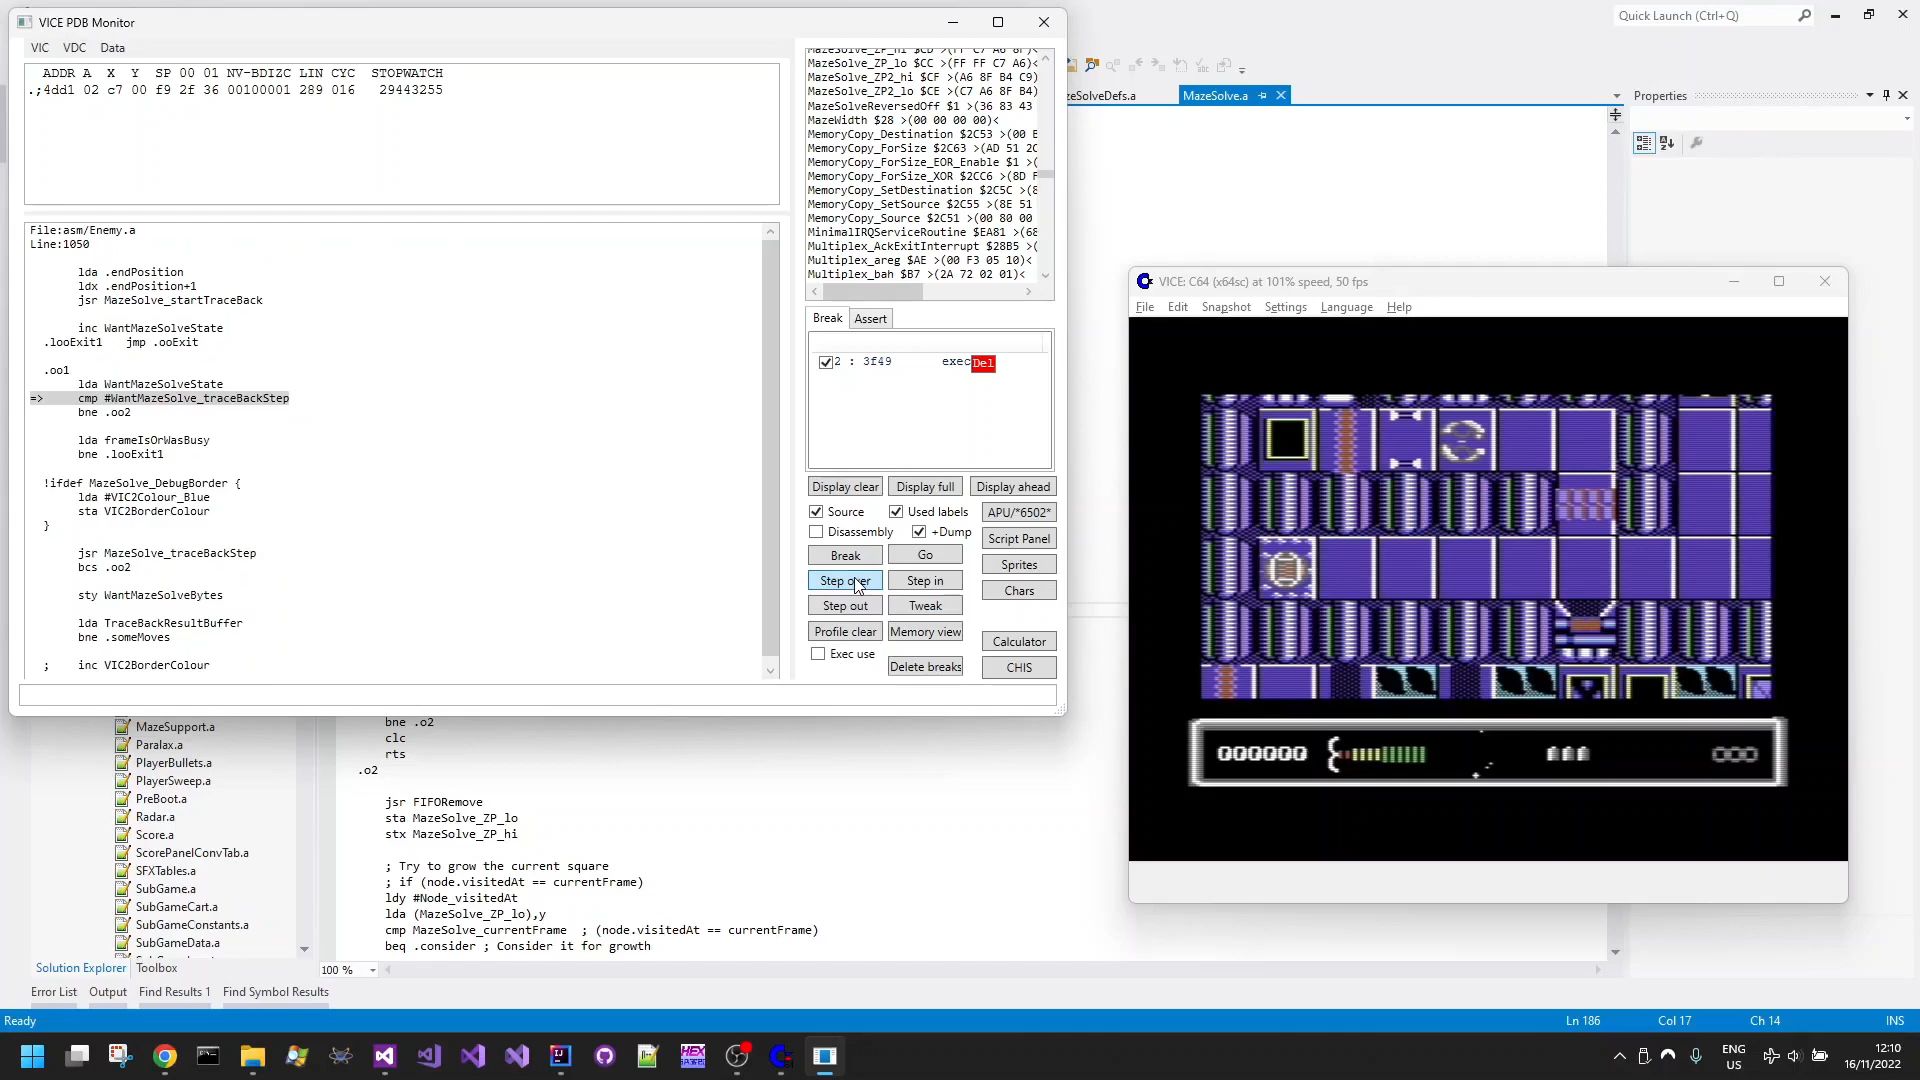 VICE PDB Monitor
VIC VDC Data
ADDR A X Y SP 00 01 NV-BDIZC LIN CYC STOPWATCH
.;4dd1 02 c7 00 f9 2f 36 00100001 289 016 29443255
File:asm/Enemy.a
Line:1050
lda .endPosition
ldx .endPosition+1
jsr MazeSolve_startTraceBack
inc WantMazeSolveState
.looExit1 jmp .ooExit
.oo1
lda WantMazeSolveState
=> cmp #WantMazeSolve_traceBackStep
bne .oo2
lda frameIsOrWasBusy
bne .looExit1
!ifdef MazeSolve_DebugBorder {
lda #VIC2Colour_Blue
sta VIC2BorderColour
}
jsr MazeSolve_traceBackStep
bcs .oo2
sty WantMazeSolveBytes
lda TraceBackResultBuffer
bne .someMoves
; inc VIC2BorderColour
MazeSolve_ZP_hi $CD >(FF C7 A6 8F)<
MazeSolve_ZP_lo $CC >(FF FF C7 A6)<
MazeSolve_ZP2_hi $CF >(A6 8F B4 C9)
MazeSolve_ZP2_lo $CE >(C7 A6 8F B4)
MazeSolveReversedOff $1 >(36 83 43
MazeWidth $28 >(00 00 00 00)<
MemoryCopy_Destination $2C53 >(00 E
MemoryCopy_ForSize $2C63 >(AD 51 2C
MemoryCopy_ForSize_EOR_Enable $1 >(
MemoryCopy_ForSize_XOR $2CC6 >(8D F
MemoryCopy_SetDestination $2C5C >(8
MemoryCopy_SetSource $2C55 >(8E 51
MemoryCopy_Source $2C51 >(00 80 00
MinimalIRQServiceRoutine $EA81 >(68
Multiplex_AckExitInterrupt $28B5 >(
Multiplex_areg $AE >(00 F3 05 10)<
Multiplex_bah $B7 >(2A 72 02 01)<
Break Assert
2 : 3f49 exec Del
Display clear Display full Display ahead
Source Used labels APU/*6502*
Disassembly +Dump Script Panel
Break Go Sprites
Step over Step in Chars
Step out Tweak
Profile clear Memory view Calculator
Exec use Delete breaks CHIS
Quick Launch (Ctrl+Q)
zeSolveDefs.a MazeSolve.a
Properties
VICE: C64 (x64sc) at 101% speed, 50 fps
File Edit Snapshot Settings Language Help
000000
000
MazeSupport.a
Paralax.a
PlayerBullets.a
PlayerSweep.a
PreBoot.a
Radar.a
Score.a
ScorePanelConvTab.a
SFXTables.a
SubGame.a
SubGameCart.a
SubGameConstants.a
SubGameData.a
bne .o2
clc
rts
.o2
jsr FIFORemove
sta MazeSolve_ZP_lo
stx MazeSolve_ZP_hi
; Try to grow the current square
; if (node.visitedAt == currentFrame)
ldy #Node_visitedAt
lda (MazeSolve_ZP_lo),y
cmp MazeSolve_currentFrame ; (node.visitedAt == currentFrame)
beq .consider ; Consider it for growth
Solution Explorer Toolbox
100 %
Error List Output Find Results 1 Find Symbol Results
Ready Ln 186 Col 17 Ch 14 INS
HEX
ENG
US
12:10
16/11/2022